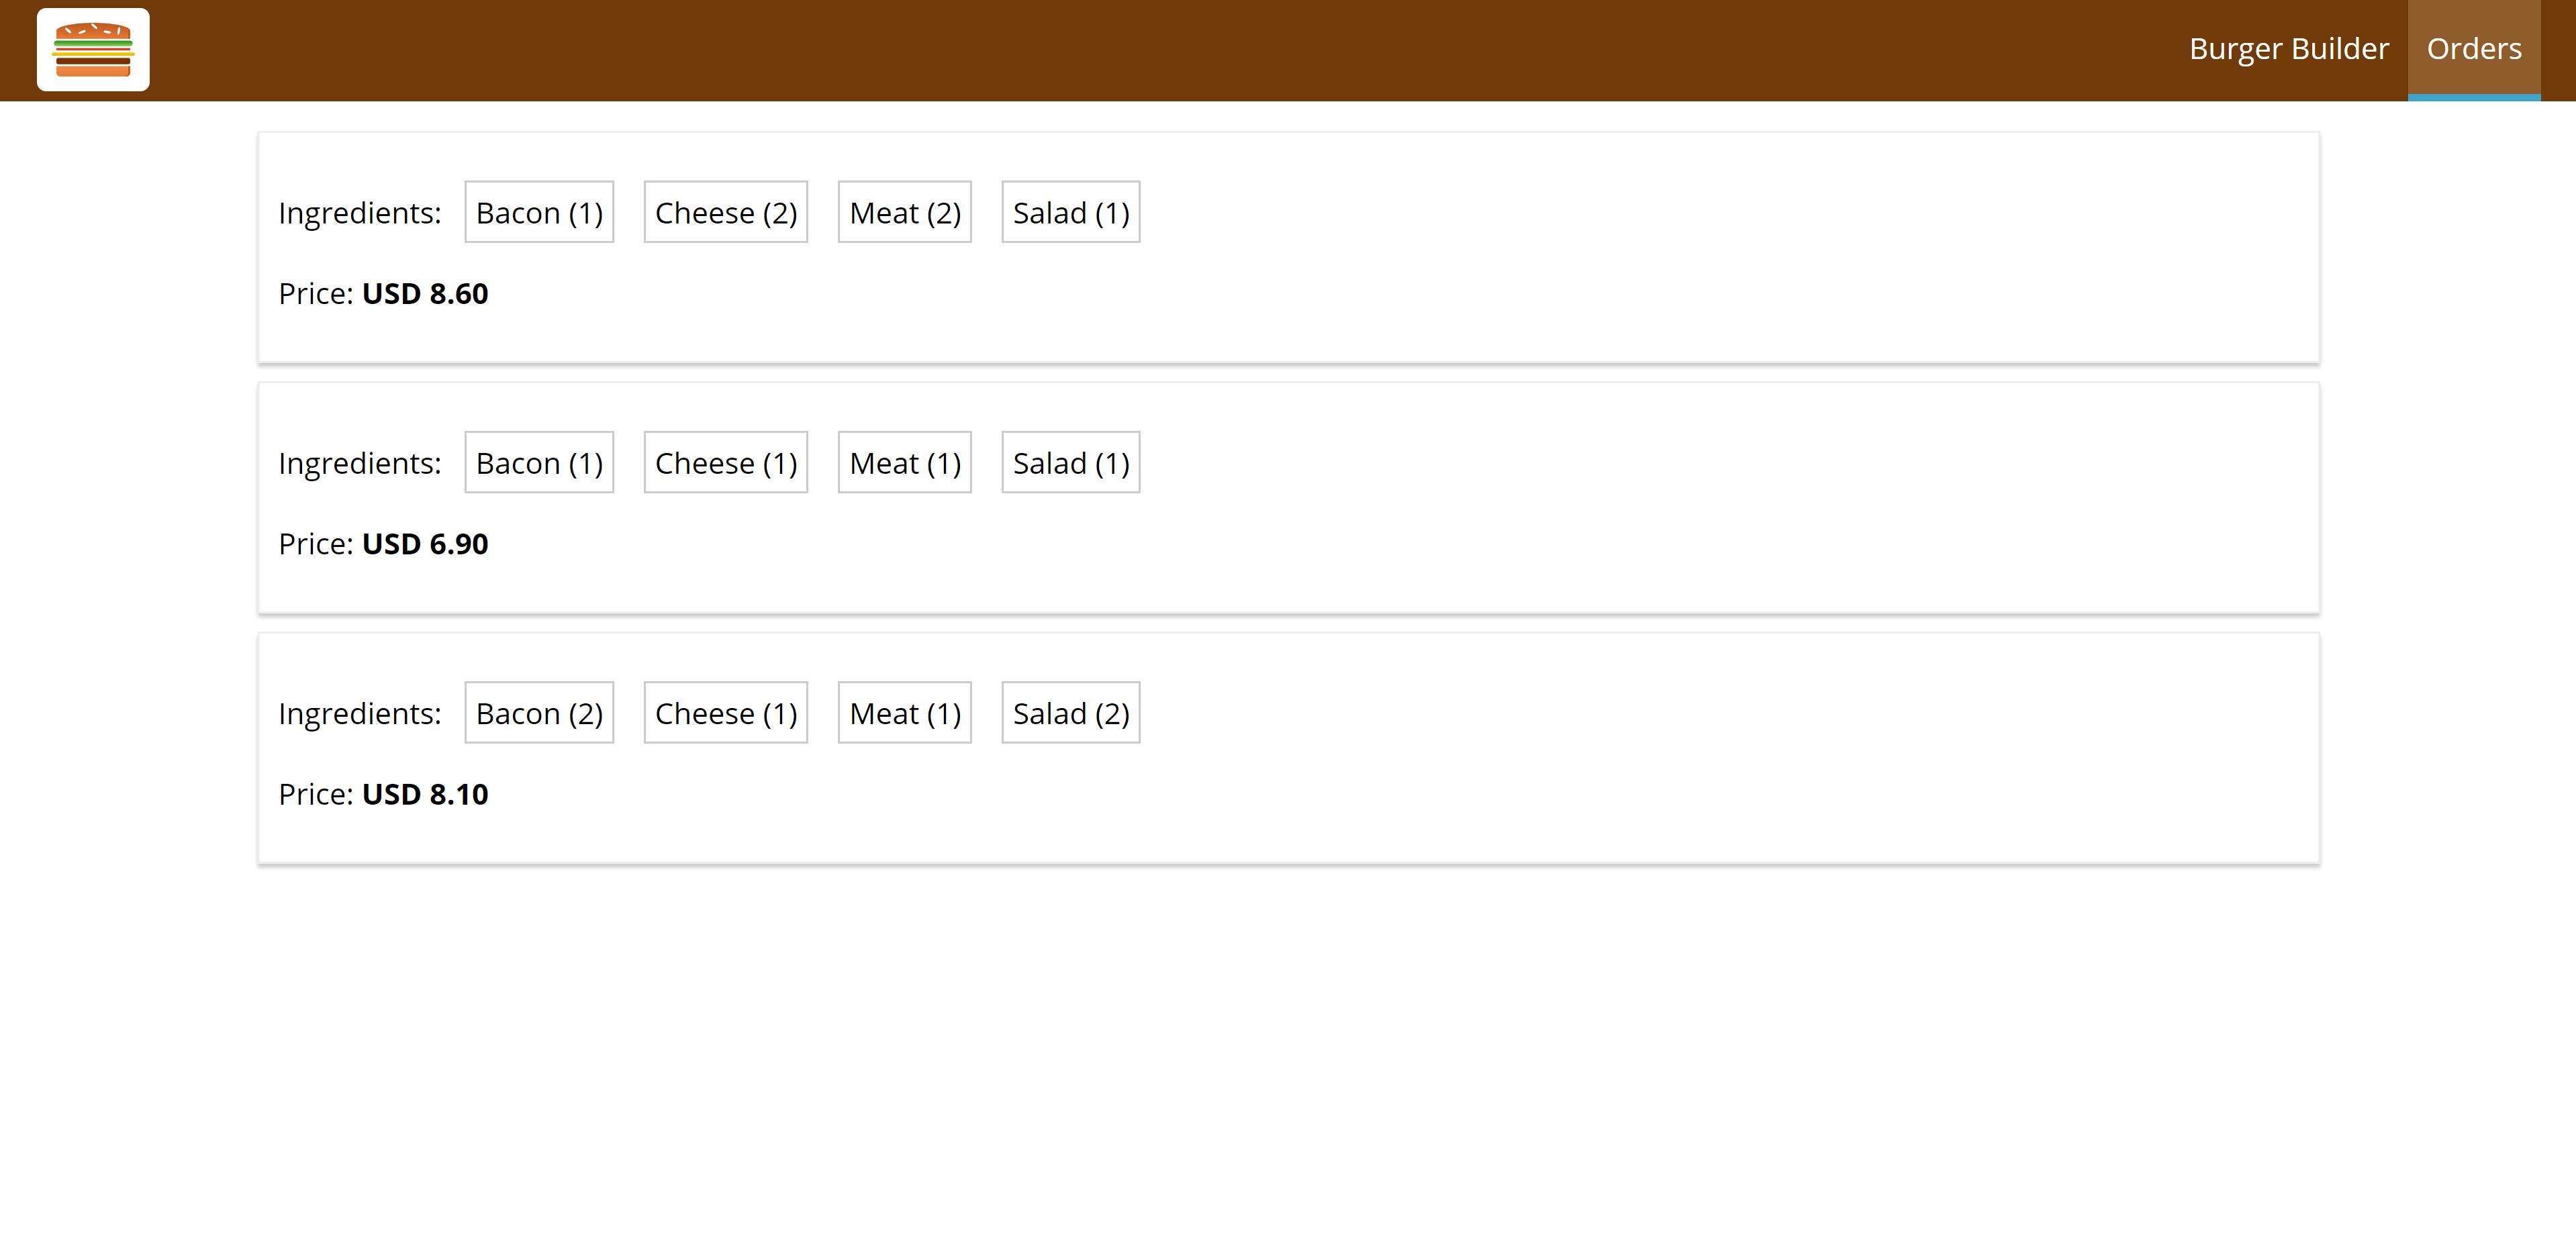 Burger Builder Orders
Ingredients: Bacon (1) Cheese (2) Meat (2) Salad (1)
Price: USD 8.60
Ingredients: Bacon (1) Cheese (1) Meat (1) Salad (1)
Price: USD 6.90
Ingredients: Bacon (2) Cheese (1) Meat (1) Salad (2)
Price: USD 8.10